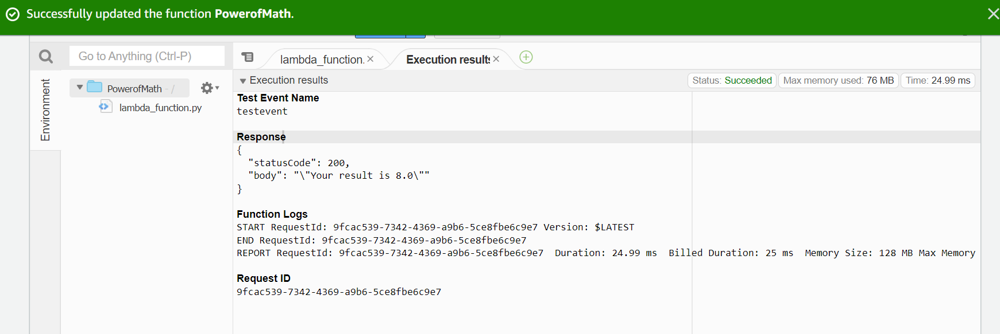 Successfully updated the function PowerofMath.
Go to Anything (Ctrl-P)
lambda_function.
Execution results
Environment
PowerofMath - /
lambda_function.py
Execution results
Status: Succeeded
Max memory used: 76 MB
Time: 24.99 ms
Test Event Name
testevent
Response
{
  "statusCode": 200,
  "body": "\"Your result is 8.0\""
}
Function Logs
START RequestId: 9fcac539-7342-4369-a9b6-5ce8fbe6c9e7 Version: $LATEST
END RequestId: 9fcac539-7342-4369-a9b6-5ce8fbe6c9e7
REPORT RequestId: 9fcac539-7342-4369-a9b6-5ce8fbe6c9e7  Duration: 24.99 ms  Billed Duration: 25 ms  Memory Size: 128 MB Max Memory
Request ID
9fcac539-7342-4369-a9b6-5ce8fbe6c9e7